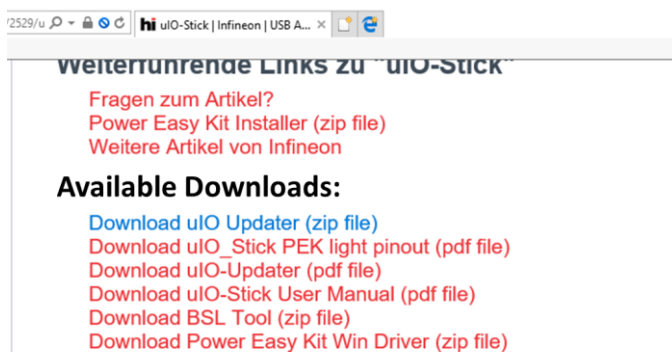 2529/u
hi uIO-Stick | Infineon | USB A...
Weiterführende Links zu "uIO-Stick"
Fragen zum Artikel?
Power Easy Kit Installer (zip file)
Weitere Artikel von Infineon
Available Downloads:
Download uIO Updater (zip file)
Download uIO_Stick PEK light pinout (pdf file)
Download uIO-Updater (pdf file)
Download uIO-Stick User Manual (pdf file)
Download BSL Tool (zip file)
Download Power Easy Kit Win Driver (zip file)